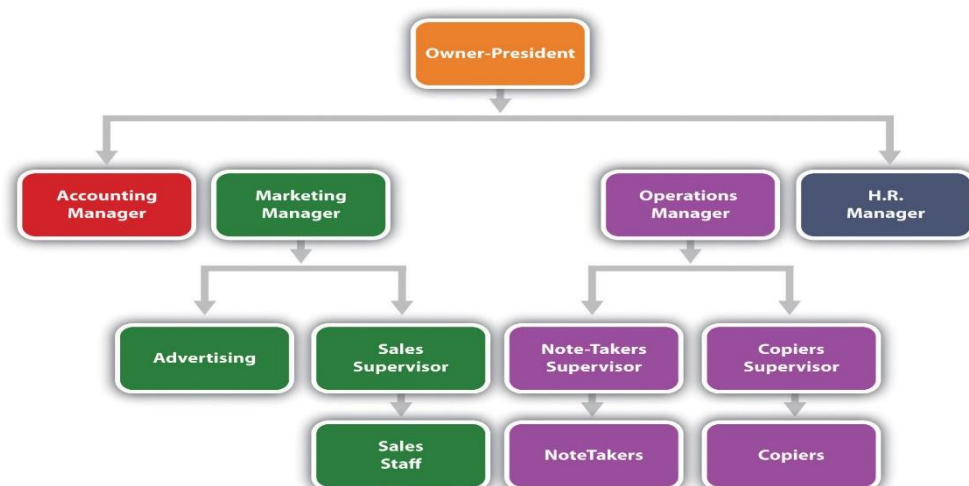 Owner-President
Accounting
Manager
Marketing
Manager
Operations
Manager
H.R.
Manager
Advertising
Sales
Supervisor
Note-Takers
Supervisor
Copiers
Supervisor
Sales
Staff
NoteTakers
Copiers